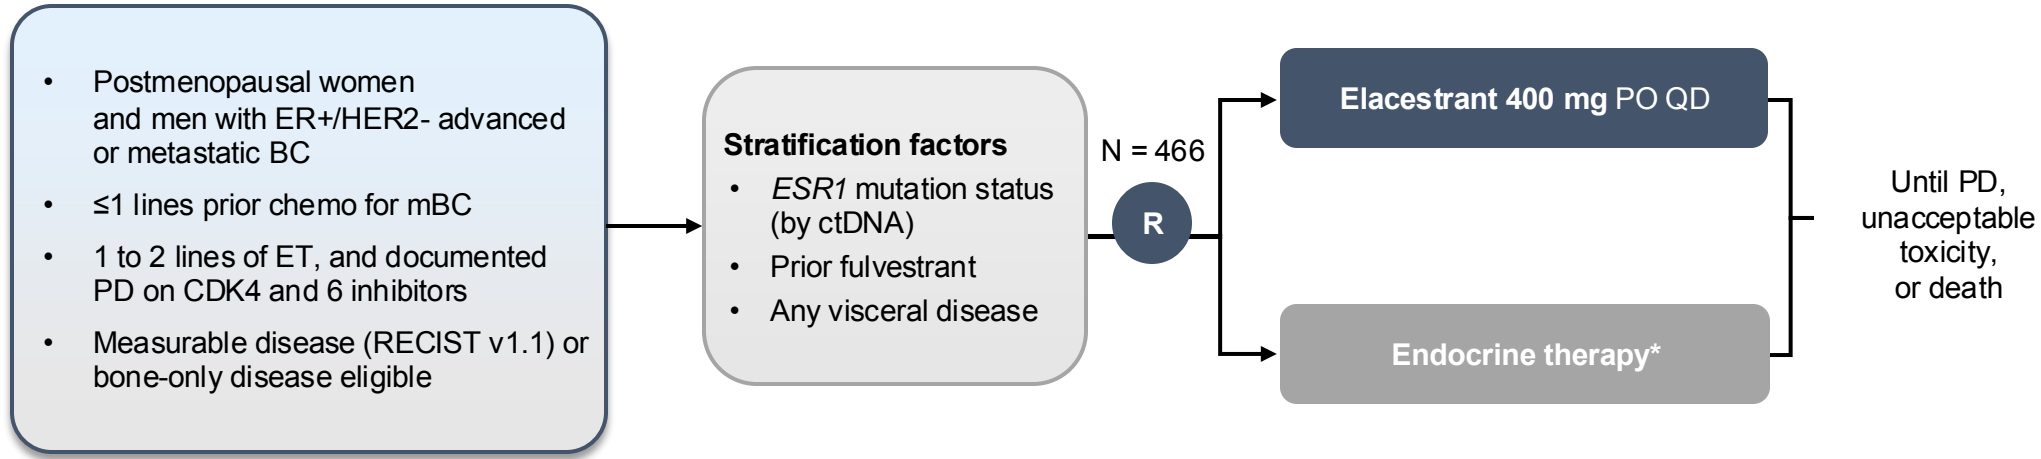 • Postmenopausal women
and men with ER+/HER2- advanced
or metastatic BC
• ≤1 lines prior chemo for mBC
• 1 to 2 lines of ET, and documented
PD on CDK4 and 6 inhibitors
• Measurable disease (RECIST v1.1) or
bone-only disease eligible
Stratification factors
• ESR1 mutation status
(by ctDNA)
• Prior fulvestrant
• Any visceral disease
N = 466
R
Elacestrant 400 mg PO QD
Endocrine therapy*
Until PD,
unacceptable
toxicity,
or death